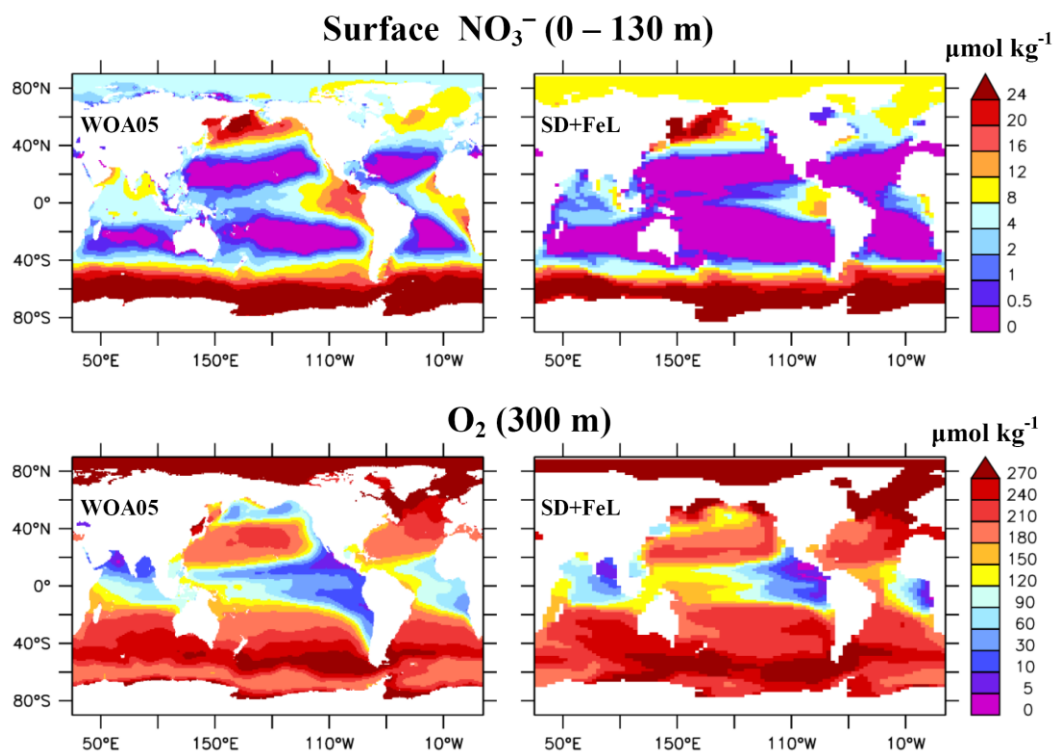 Surface NO₃⁻ (0 – 130 m)
µmol kg⁻¹
WOA05
SD+FeL
80°N
40°N
0°
40°S
80°S
50°E 150°E 110°W 10°W
50°E 150°E 110°W 10°W
24
20
16
12
8
4
2
1
0.5
0
O₂ (300 m)
µmol kg⁻¹
WOA05
SD+FeL
80°N
40°N
0°
40°S
80°S
50°E 150°E 110°W 10°W
50°E 150°E 110°W 10°W
270
240
210
180
150
120
90
60
30
10
5
0